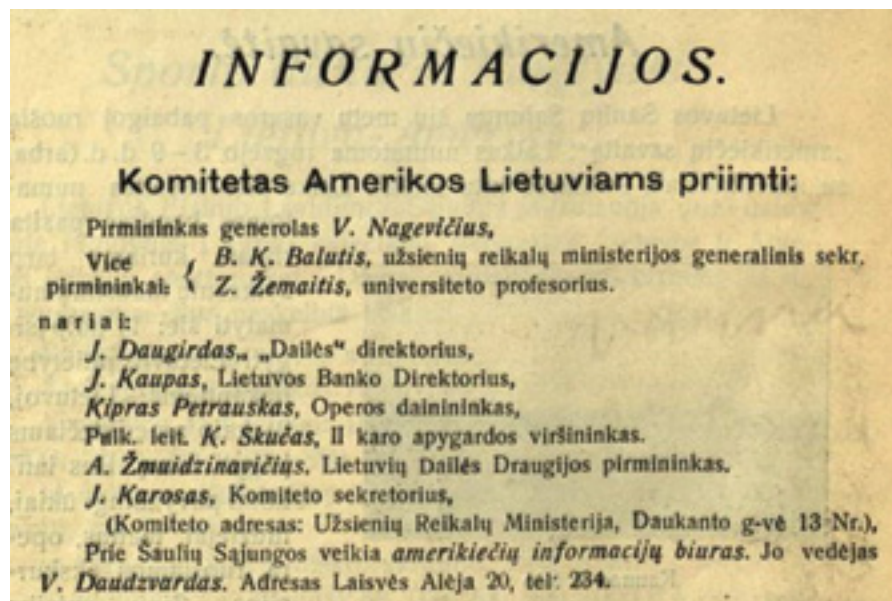 INFORMACIJOS.
Komitetas Amerikos Lietuviams priimti:
Pirmininkas generolas V. Nagevičius,
Vice pirmininkai: { B. K. Balutis, užsienių reikalų ministerijos generalinis sekr.
Z. Žemaitis, universiteto profesorius.
nariai:
J. Daugirdas„ „Dailės“ direktorius,
J. Kaupas, Lietuvos Banko Direktorius,
Kipras Petrauskas, Operos dainininkas,
Pulk. leit. K. Skučas, II karo apygardos viršininkas.
A. Žmuidzinavičius, Lietuvių Dailės Draugijos pirmininkas.
J. Karosas, Komiteto sekretorius,
(Komiteto adresas: Užsienių Reikalų Ministerija, Daukanto g-vė 13 Nr.),
Prie Šaulių Sąjungos veikia amerikiečių informacijų biuras. Jo vedėjas
V. Daudzvardas. Adresas Laisvės Alėja 20, tel: 234.